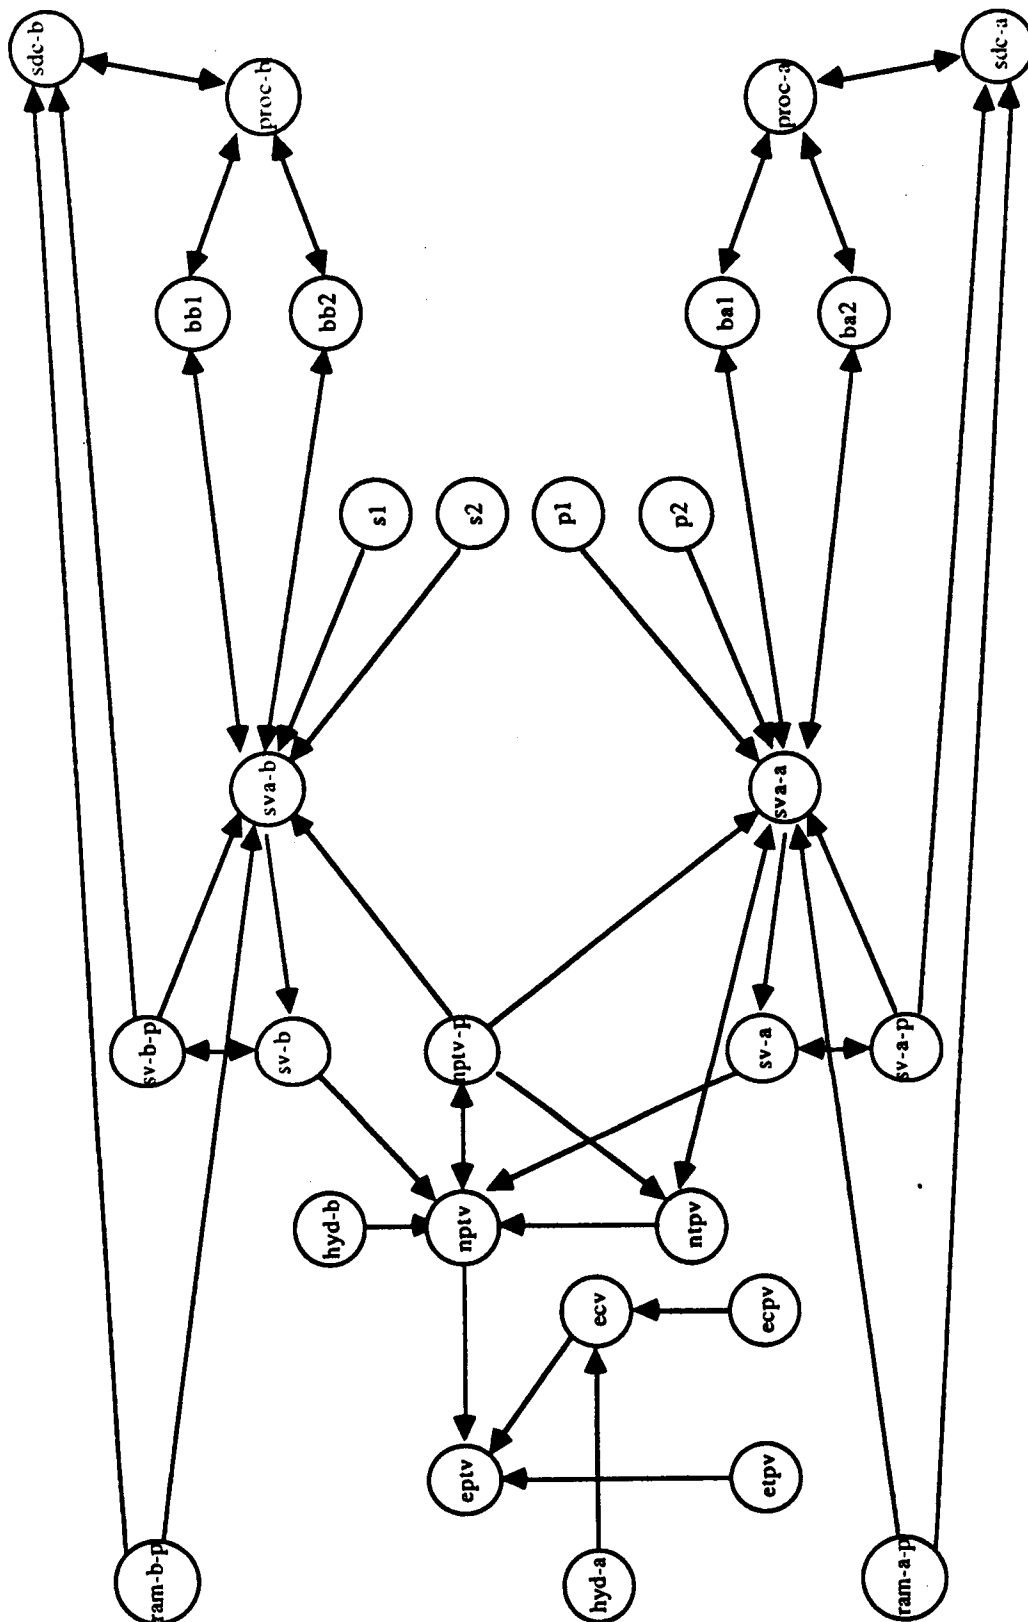 sdc-b
proc-b
bb1
bb2
s1
s2
p1
p2
ba1
ba2
proc-a
sdc-a
sva-b
sva-a
sv-b-p
sv-b
nptv-p
sv-a
sv-a-p
hyd-b
nptv
ntpv
ecv
ecpv
eptv
etpv
ram-b-p
hyd-a
ram-a-p